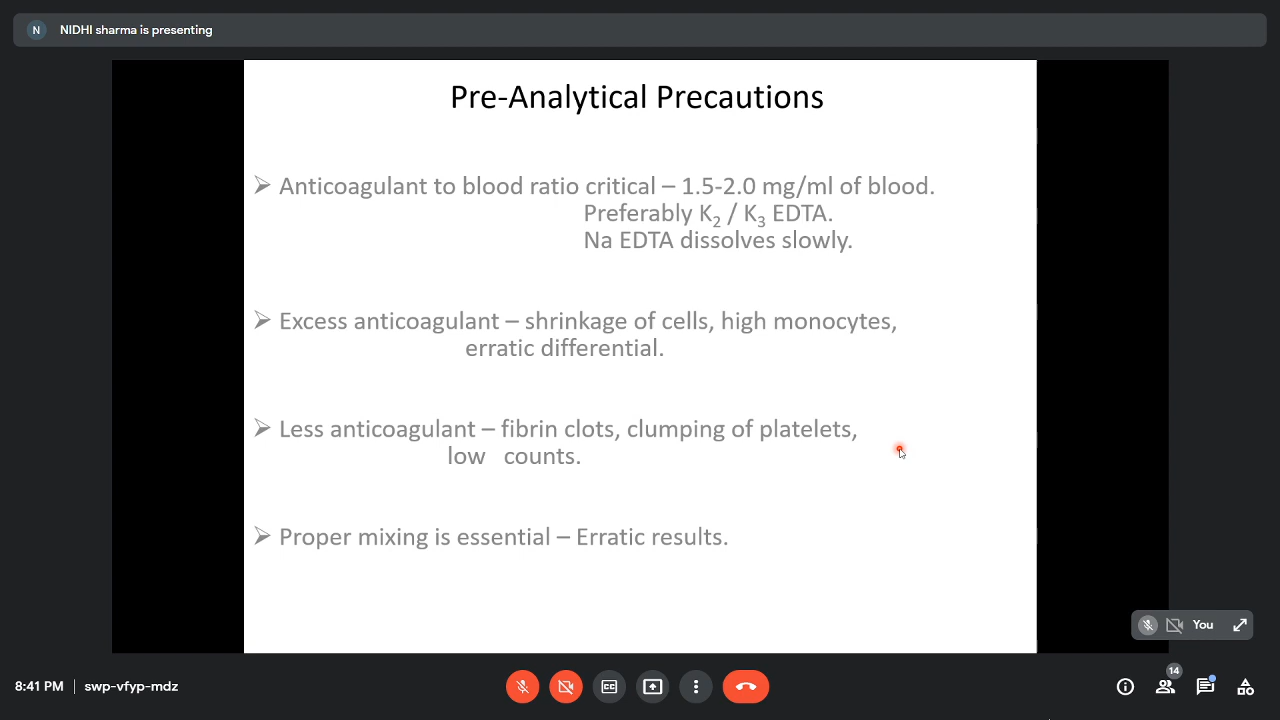 N NIDHI sharma is presenting
Pre-Analytical Precautions
➢ Anticoagulant to blood ratio critical – 1.5-2.0 mg/ml of blood.
Preferably K₂ / K₃ EDTA.
Na EDTA dissolves slowly.
➢ Excess anticoagulant – shrinkage of cells, high monocytes,
erratic differential.
➢ Less anticoagulant – fibrin clots, clumping of platelets,
low counts.
➢ Proper mixing is essential – Erratic results.
You
8:41 PM | swp-vfyp-mdz
CC
14